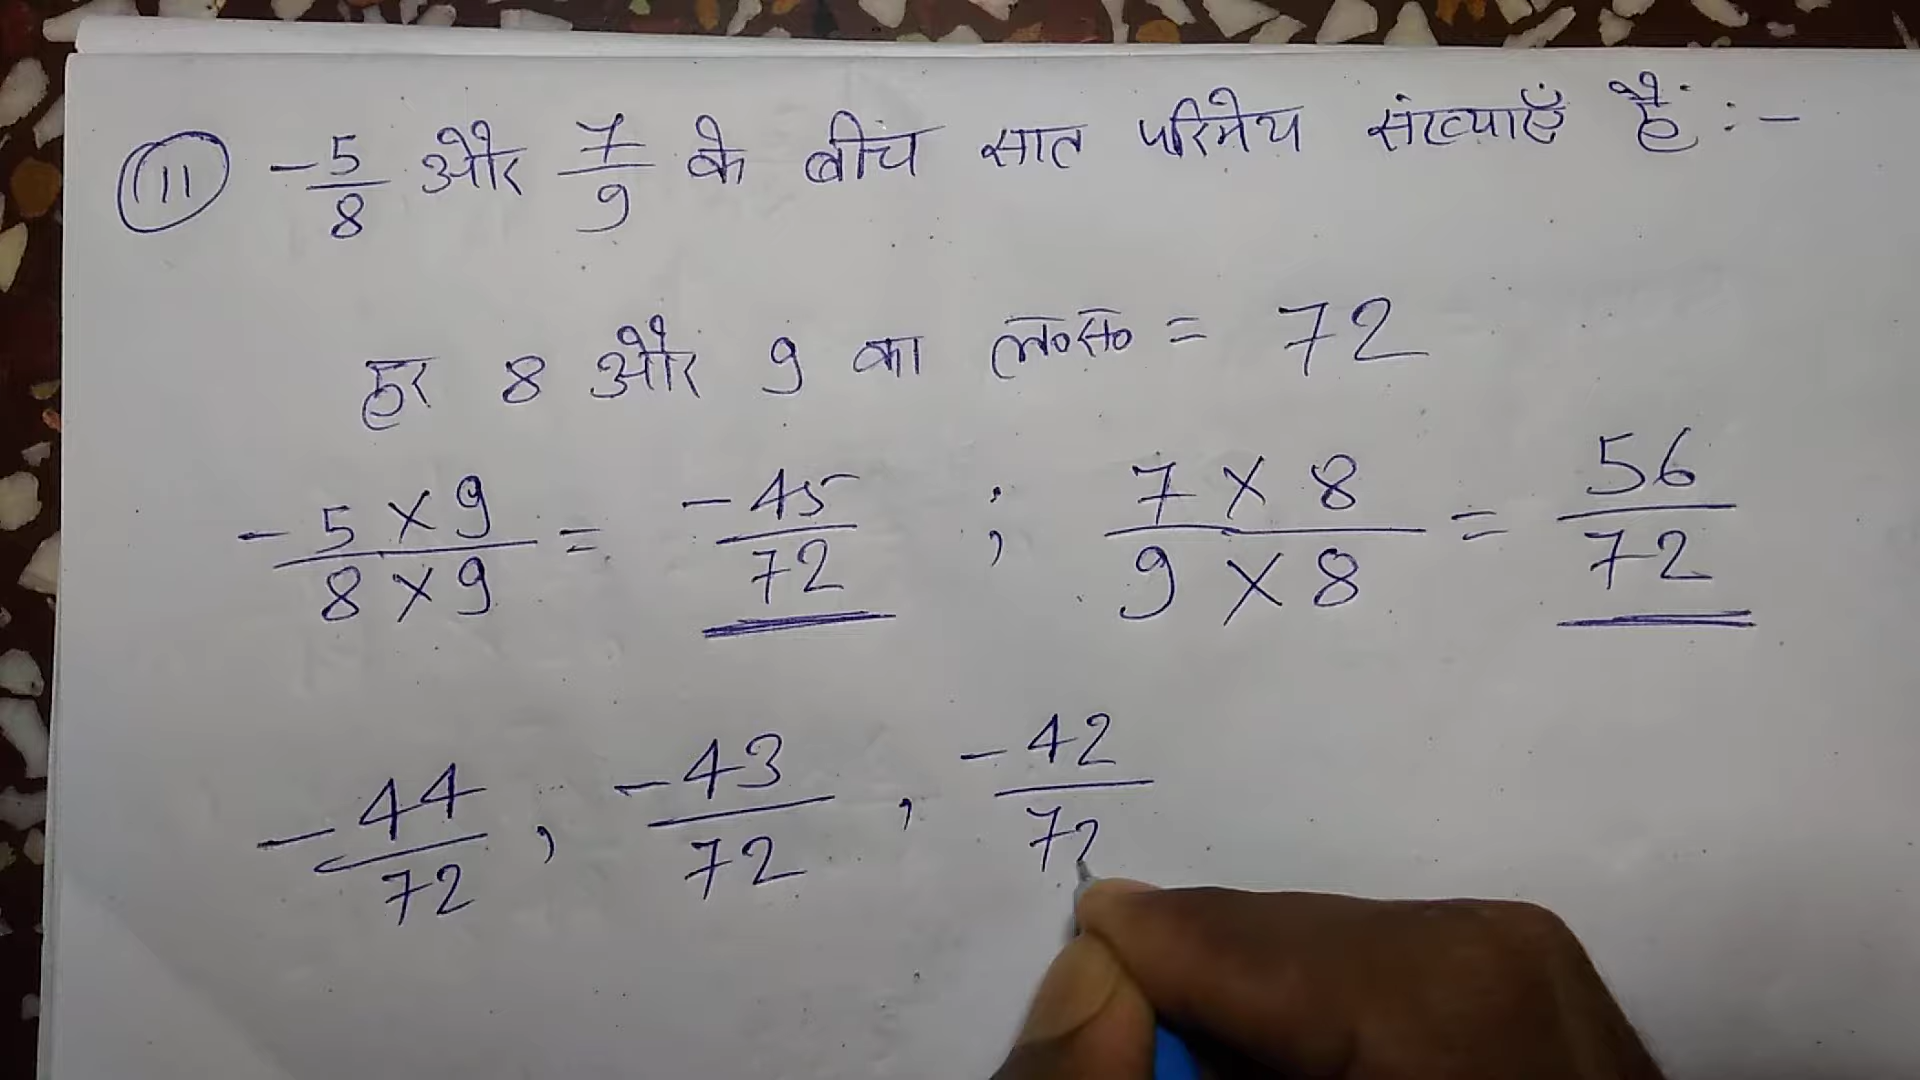 (11) -5/8 और 7/9 के बीच सात परिमेय संख्याएँ हैं :-
हर 8 और 9 का ल०स० = 72
-5×9/8×9 = -45/72 ; 7×8/9×8 = 56/72
-44/72 , -43/72 , -42/72